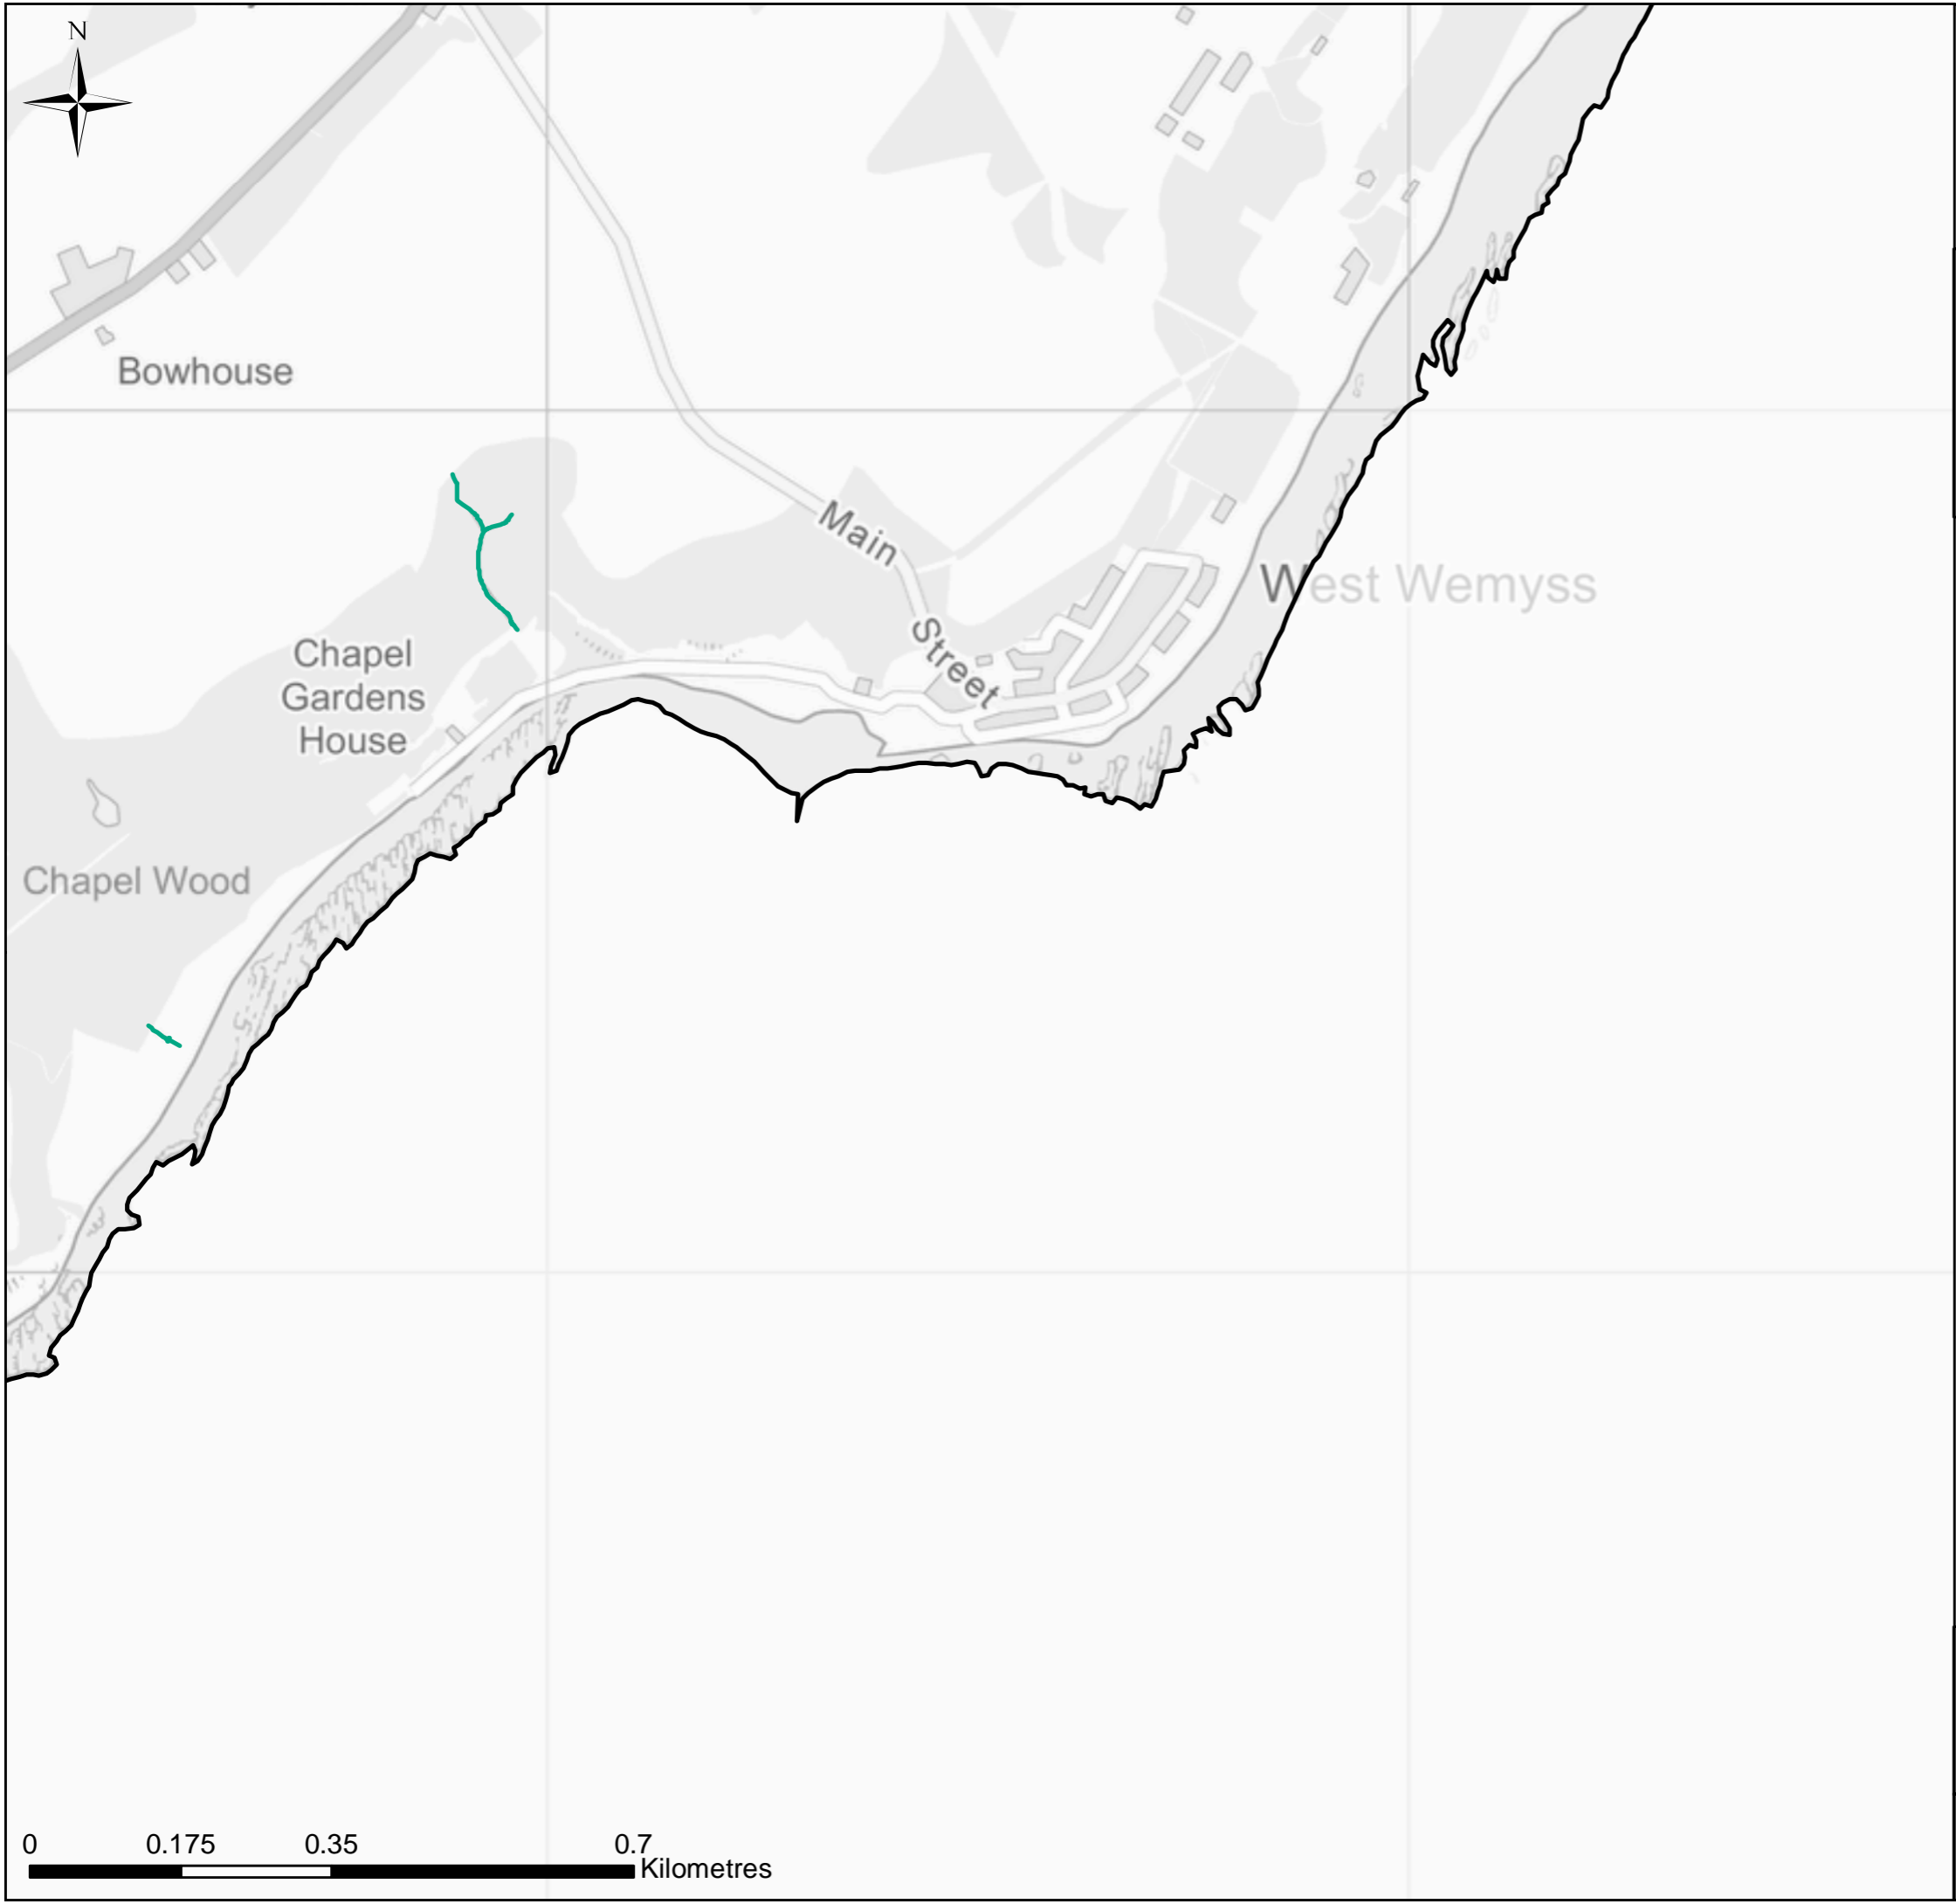 N
Bowhouse
Main
Street
West Wemyss
Chapel
Gardens
House
Chapel Wood
0 0.175 0.35 0.7
Kilometres